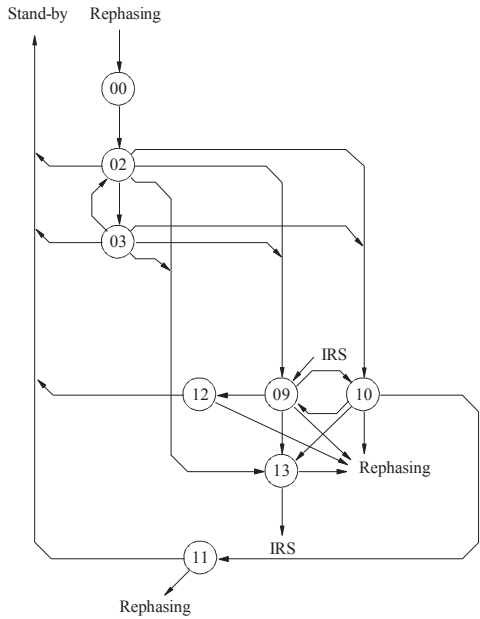 Stand-by Rephasing
00
02
03
IRS
12 09 10
Rephasing
13
IRS
11
Rephasing